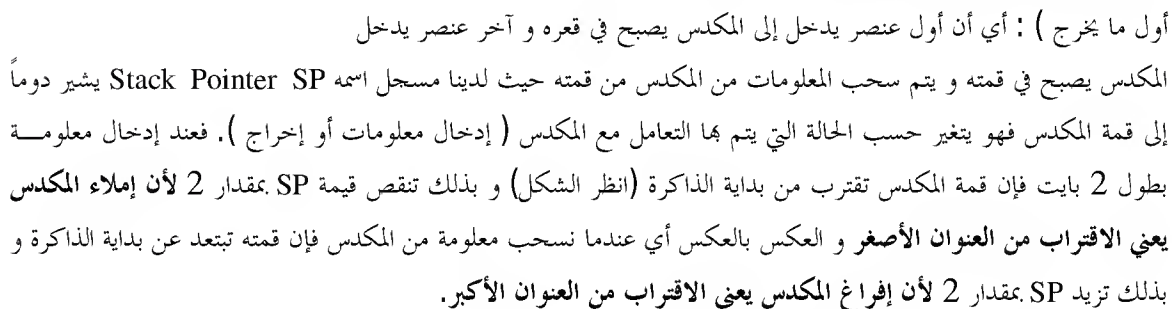 أول ما يخرج ) : أي أن أول عنصر يدخل إلى المكدس يصبح في قعره و آخر عنصر يدخل
المكدس يصبح في قمته و يتم سحب المعلومات من المكدس من قمته حيث لدينا مسجل اسمه Stack Pointer SP يشير دوماً
إلى قمة المكدس فهو يتغير حسب الحالة التي يتم بها التعامل مع المكدس ( إدخال معلومات أو إخراج ). فعند إدخال معلومـــة
بطول 2 بايت فإن قمة المكدس تقترب من بداية الذاكرة (انظر الشكل) و بذلك تنقص قيمة SP بمقدار 2 لأن إملاء المكدس
يعني الاقتراب من العنوان الأصغر و العكس بالعكس أي عندما نسحب معلومة من المكدس فإن قمته تبتعد عن بداية الذاكرة و
بذلك تزيد SP بمقدار 2 لأن إفراغ المكدس يعني الاقتراب من العنوان الأكبر.